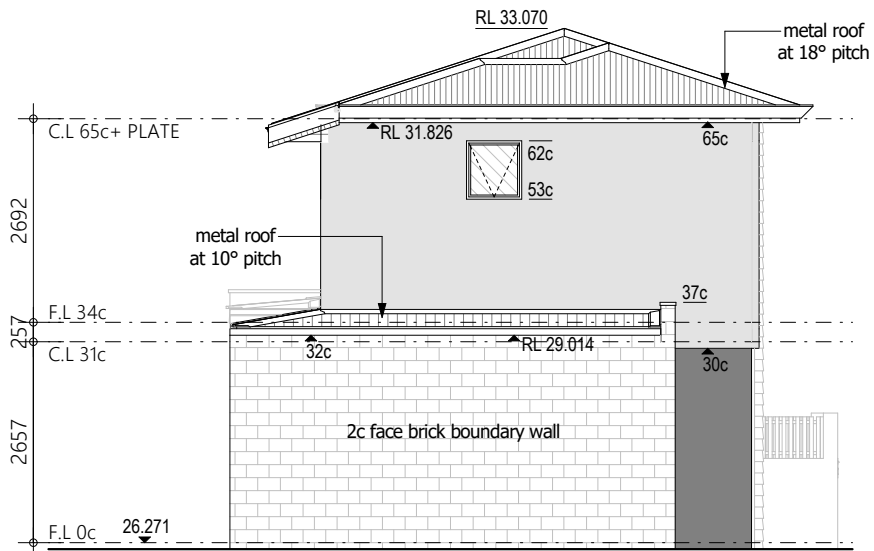 RL 33.070
metal roof
at 18° pitch
C.L 65c+ PLATE
RL 31.826
65c
62c
53c
2692
metal roof
at 10° pitch
37c
F.L 34c
257
32c
RL 29.014
C.L 31c
30c
2657
2c face brick boundary wall
F.L 0c
26.271